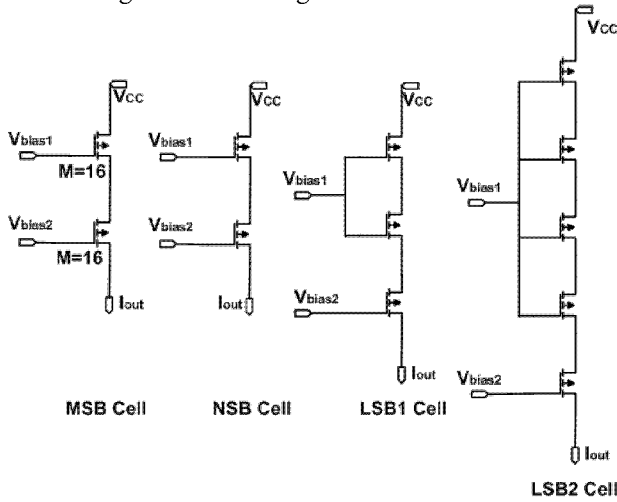 Vcc
Vbias1
M=16
Vbias2
M=16
Iout
MSB Cell
Vcc
Vbias1
Vbias2
Iout
NSB Cell
Vcc
Vbias1
Vbias2
Iout
LSB1 Cell
Vcc
Vbias1
Vbias2
Iout
LSB2 Cell